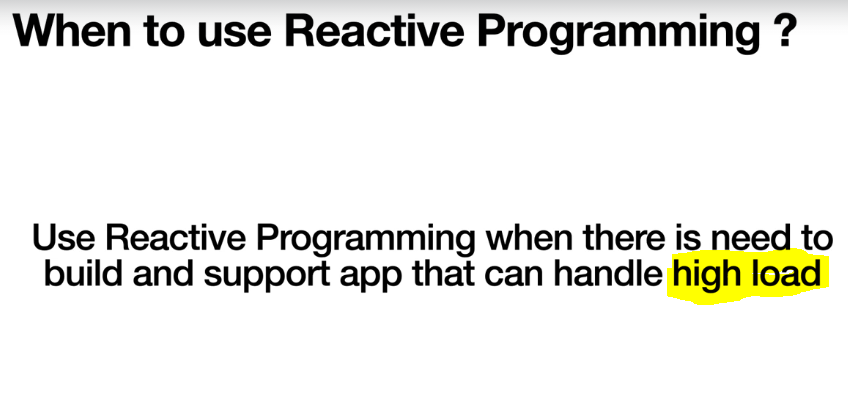 When to use Reactive Programming ?
Use Reactive Programming when there is need to
build and support app that can handle high load